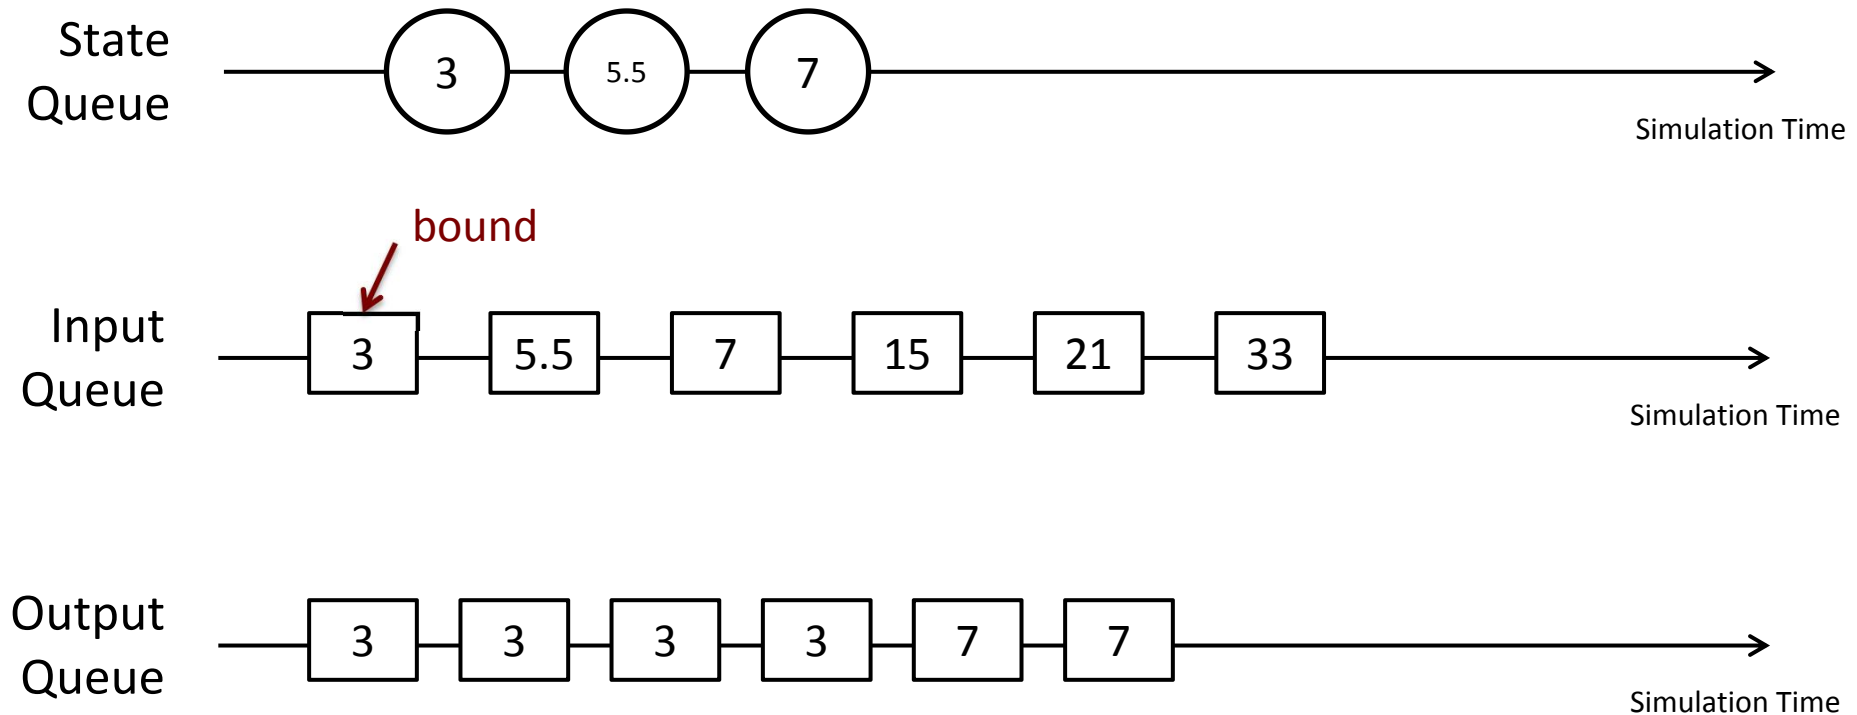 State
Queue
3 5.5 7
Simulation Time
bound
Input
Queue
3 5.5 7 15 21 33
Simulation Time
Output
Queue
3 3 3 3 7 7
Simulation Time